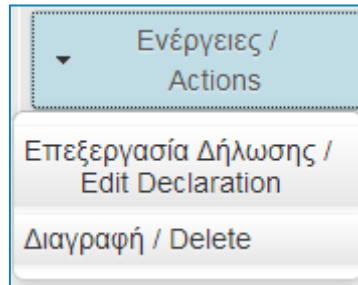 Ενέργειες /
Actions
Επεξεργασία Δήλωσης /
Edit Declaration
Διαγραφή / Delete